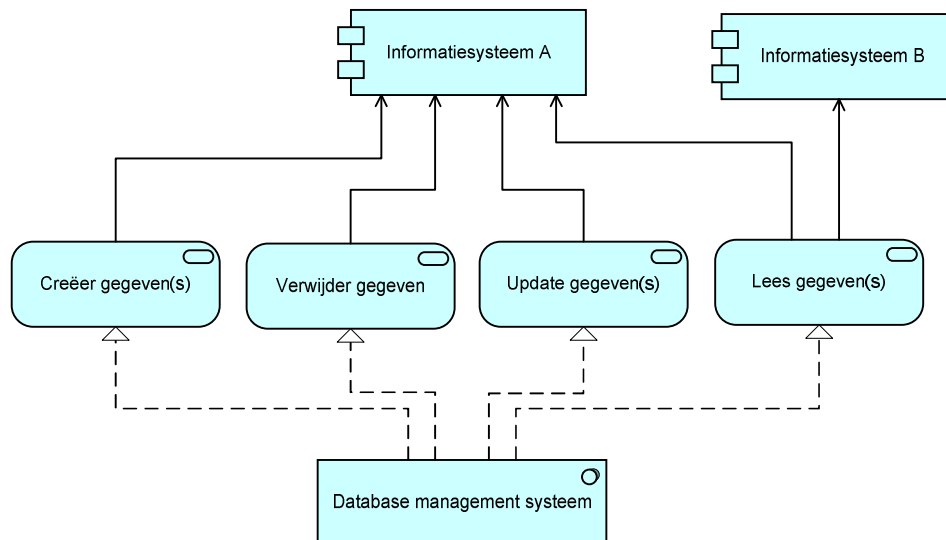 Informatiesysteem A
Informatiesysteem B
Creëer gegeven(s)
Verwijder gegeven
Update gegeven(s)
Lees gegeven(s)
Database management systeem